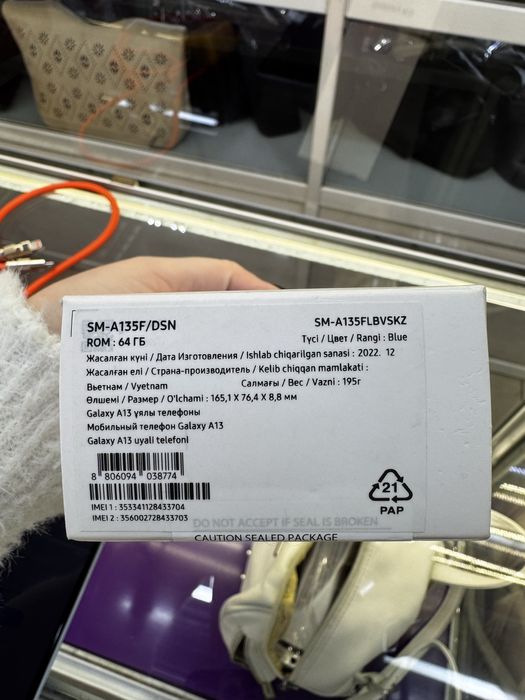 SM-A135F/DSN
SM-A135FLBVSKZ
ROM : 64 ГБ
Түсі / Цвет / Rangi : Blue
Жасалған күні / Дата Изготовления / Ishlab chiqarilgan sanasi : 2022. 12
Жасалған елі / Страна-производитель / Kelib chiqqan mamlakati :
Вьетнам / Vyetnam
Салмағы / Вес / Vazni : 195г
Өлшемі / Размер / O'lchami : 165,1 X 76,4 X 8,8 мм
Galaxy A13 ұялы телефоны
Мобильный телефон Galaxy A13
Galaxy A13 uyali telefoni
8 806094 038774
IMEI 1 : 353341128433704
IMEI 2 : 356002728433703
21
PAP
DO NOT ACCEPT IF SEAL IS BROKEN
CAUTION SEALED PACKAGE